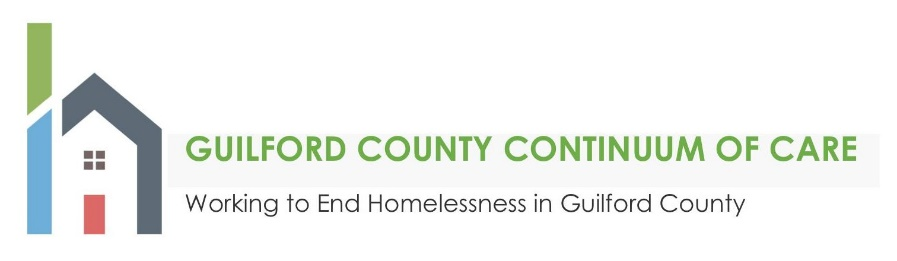 GUILFORD COUNTY CONTINUUM OF CARE
Working to End Homelessness in Guilford County